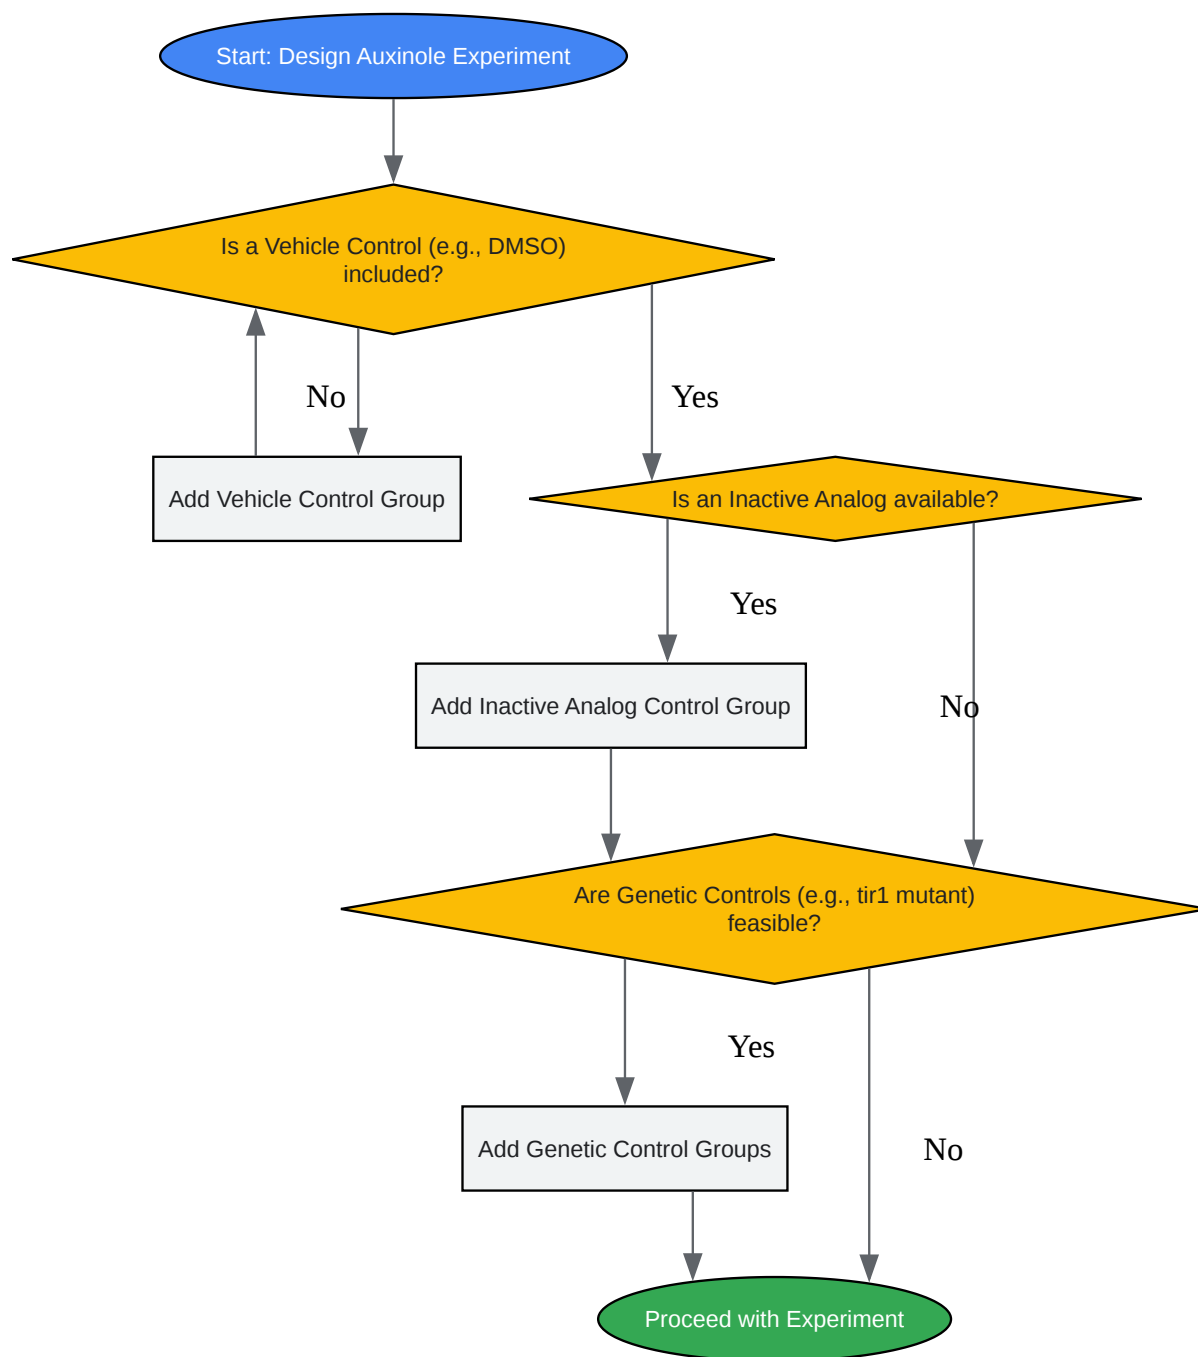 Start: Design Auxinole Experiment
Is a Vehicle Control (e.g., DMSO)
included?
No
Yes
Add Vehicle Control Group
Is an Inactive Analog available?
Yes
Add Inactive Analog Control Group
No
Are Genetic Controls (e.g., tir1 mutant)
feasible?
Yes
Add Genetic Control Groups
No
Proceed with Experiment